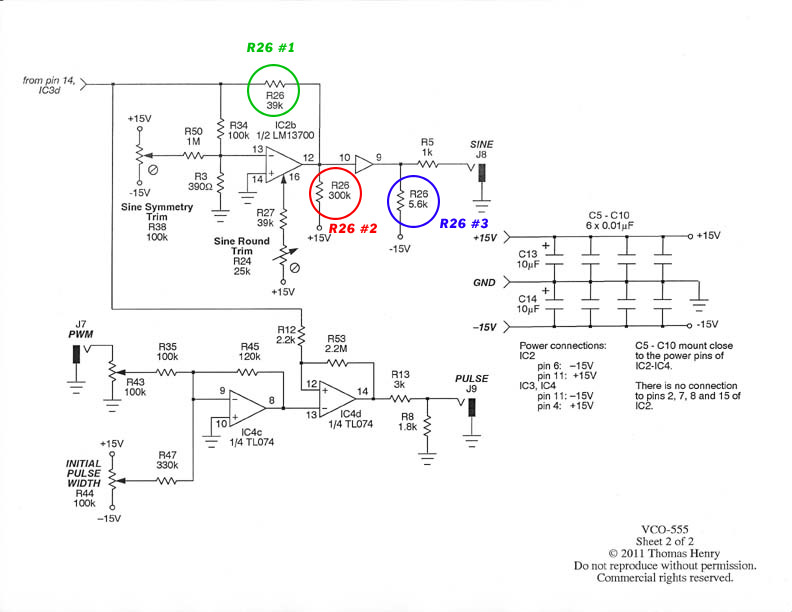 R26 #1
from pin 14,
IC3d
R26
39k
+15V
R50
1M
R34
100k
IC2b
1/2 LM13700
13
14
12
16
10
9
R5
1k
SINE
J8
R3
390Ω
-15V
Sine Symmetry
Trim
R38
100k
R26
300k
R26 #2
+15V
R26
5.6k
R26 #3
-15V
R27
39k
Sine Round
Trim
R24
25k
+15V
C5 - C10
6 x 0.01µF
+15V
+15V
C13
10µF
+
GND
C14
10µF
+
–15V
-15V
J7
PWM
R35
100k
R45
120k
R43
100k
R12
2.2k
R53
2.2M
9
10
8
IC4c
1/4 TL074
12
13
14
IC4d
1/4 TL074
R13
3k
PULSE
J9
R8
1.8k
+15V
INITIAL
PULSE
WIDTH
R44
100k
–15V
R47
330k
Power connections:
IC2
pin 6: –15V
pin 11: +15V
IC3, IC4
pin 11: –15V
pin 4: +15V
C5 - C10 mount close
to the power pins of
IC2-IC4.
There is no connection
to pins 2, 7, 8 and 15 of
IC2.
VCO-555
Sheet 2 of 2
© 2011 Thomas Henry
Do not reproduce without permission.
Commercial rights reserved.